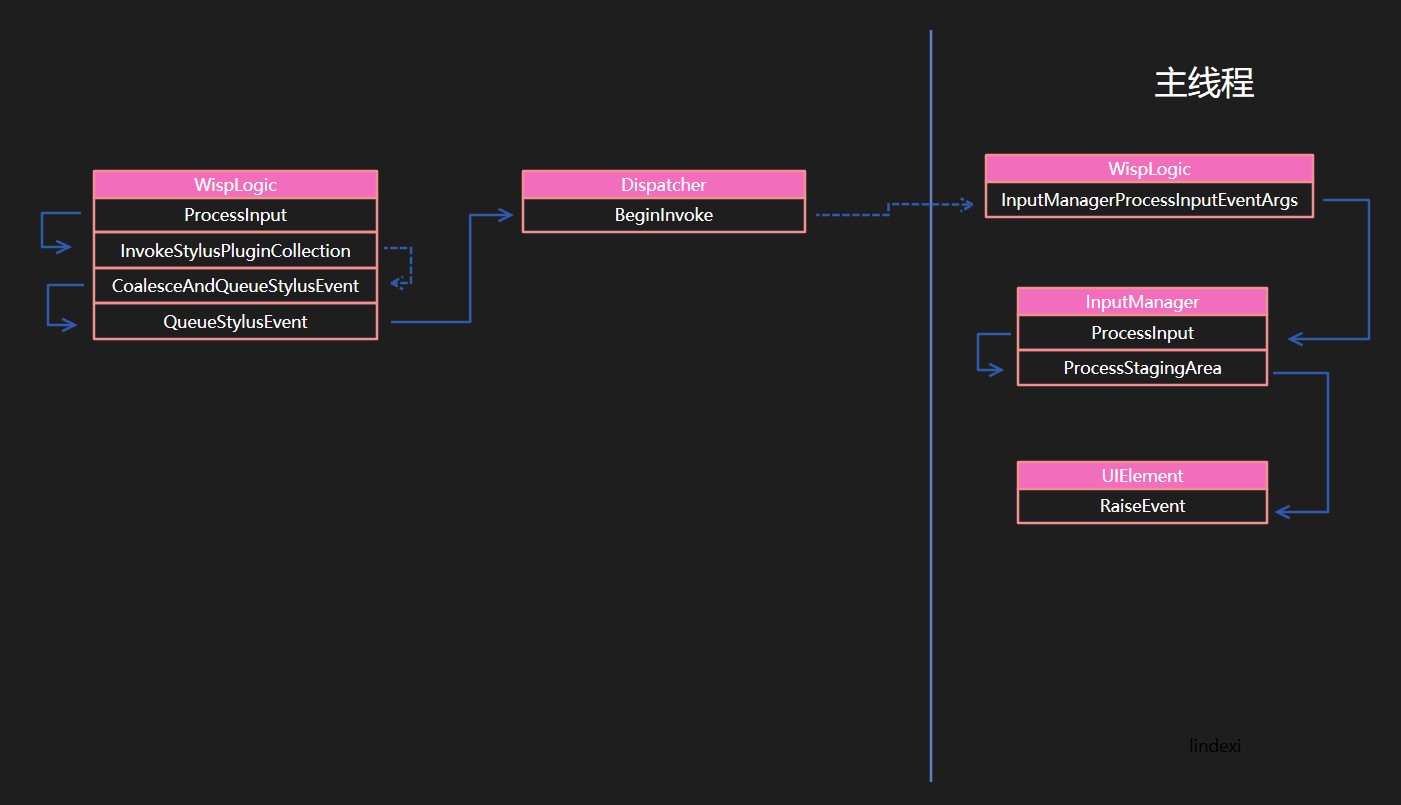 主线程
WispLogic
ProcessInput
InvokeStylusPluginCollection
CoalesceAndQueueStylusEvent
QueueStylusEvent
Dispatcher
BeginInvoke
WispLogic
InputManagerProcessInputEventArgs
InputManager
ProcessInput
ProcessStagingArea
UIElement
RaiseEvent
lindexi